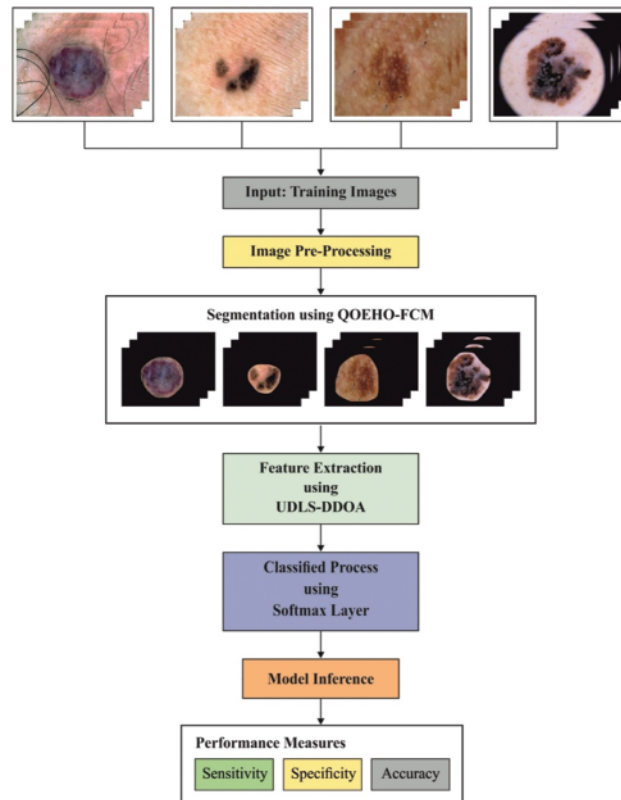 Input: Training Images
Image Pre-Processing
Segmentation using QOEHO-FCM
Feature Extraction
using
UDLS-DDOA
Classified Process
using
Softmax Layer
Model Inference
Performance Measures
Sensitivity
Specificity
Accuracy